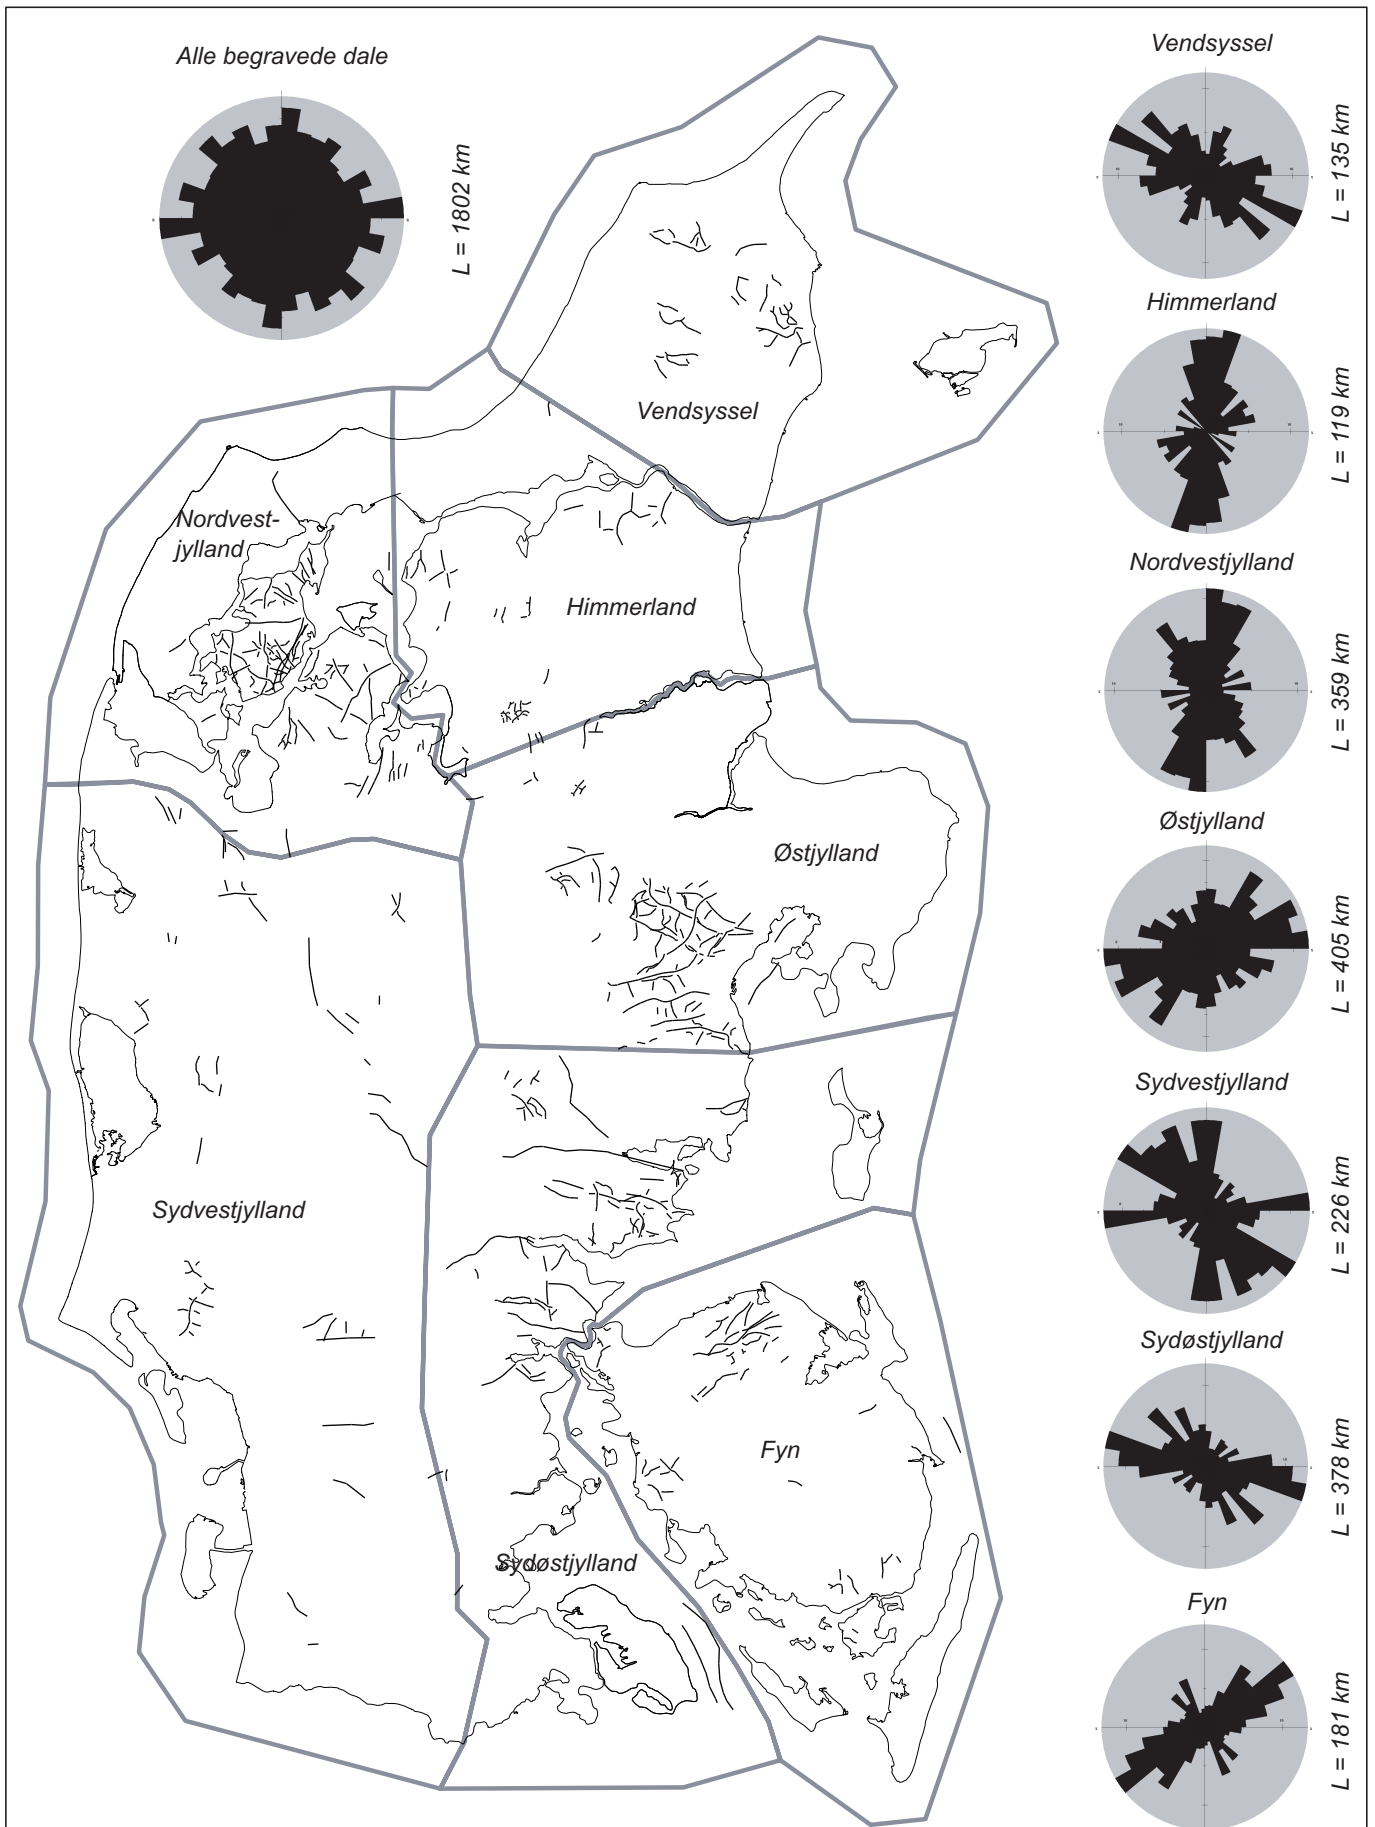 Alle begravede dale
L = 1802 km
Vendsyssel
L = 135 km
Himmerland
L = 119 km
Nordvestjylland
L = 359 km
Østjylland
L = 405 km
Sydvestjylland
L = 226 km
Sydøstjylland
L = 378 km
Fyn
L = 181 km
Vendsyssel
Nordvest-
jylland
Himmerland
Østjylland
Sydvestjylland
Fyn
Sydøstjylland